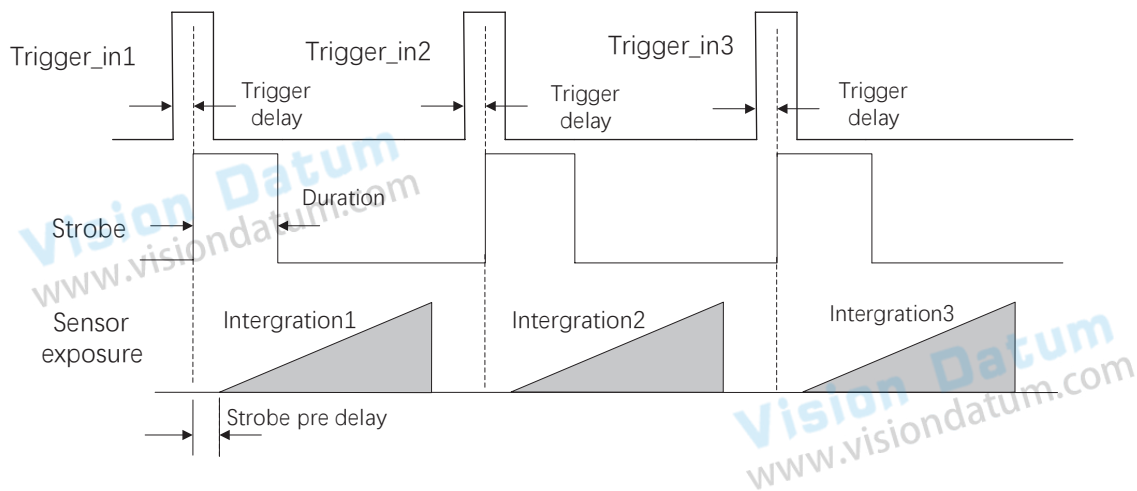 Trigger_in1
Trigger_in2
Trigger_in3
Trigger
delay
Trigger
delay
Trigger
delay
Vision Datum
www.visiondatum.com
Duration
Strobe
Sensor
exposure
Intergration1
Intergration2
Intergration3
Strobe pre delay
Vision Datum
www.visiondatum.com